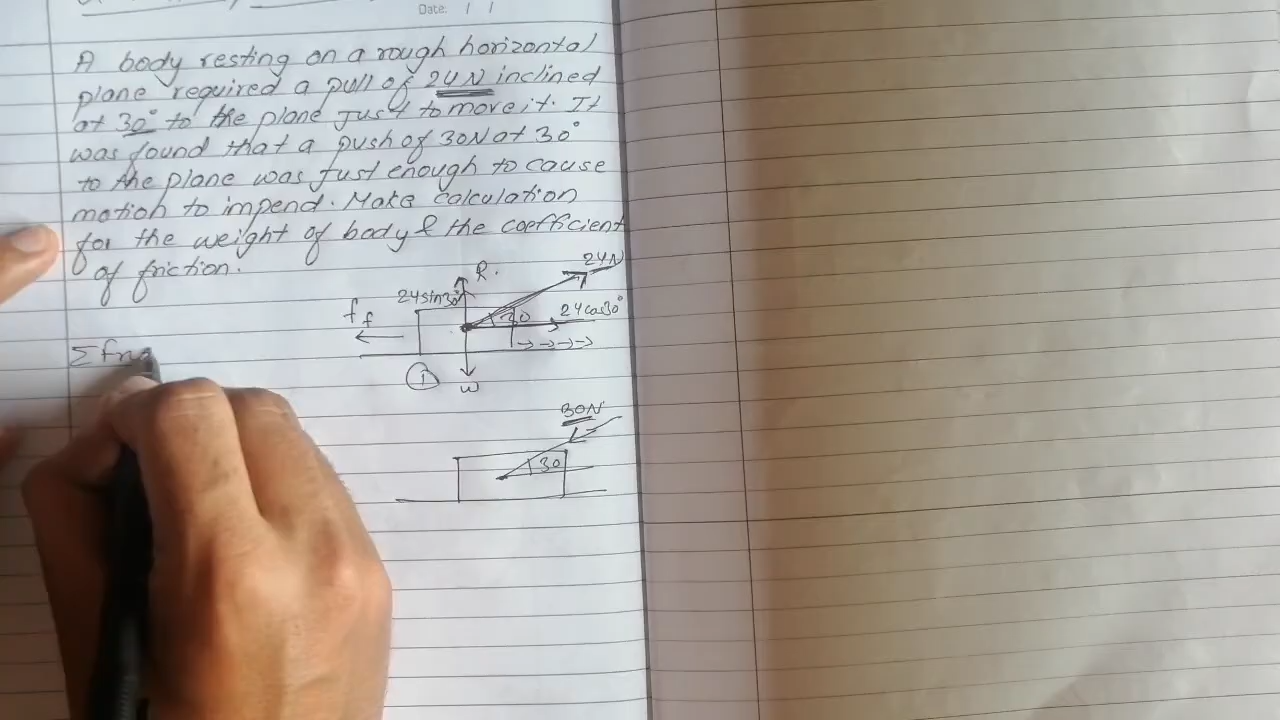 Date: / /
A body resting on a rough horizontal
plane required a pull of 24N inclined
at 30° to the plane Just to move it. It
was found that a push of 30N at 30°
to the plane was Just enough to cause
motion to impend. Make calculation
for the weight of body & the coefficient
of friction.
24N
R.
24sin30°
30
24cos30°
ff
1
w
30N
30